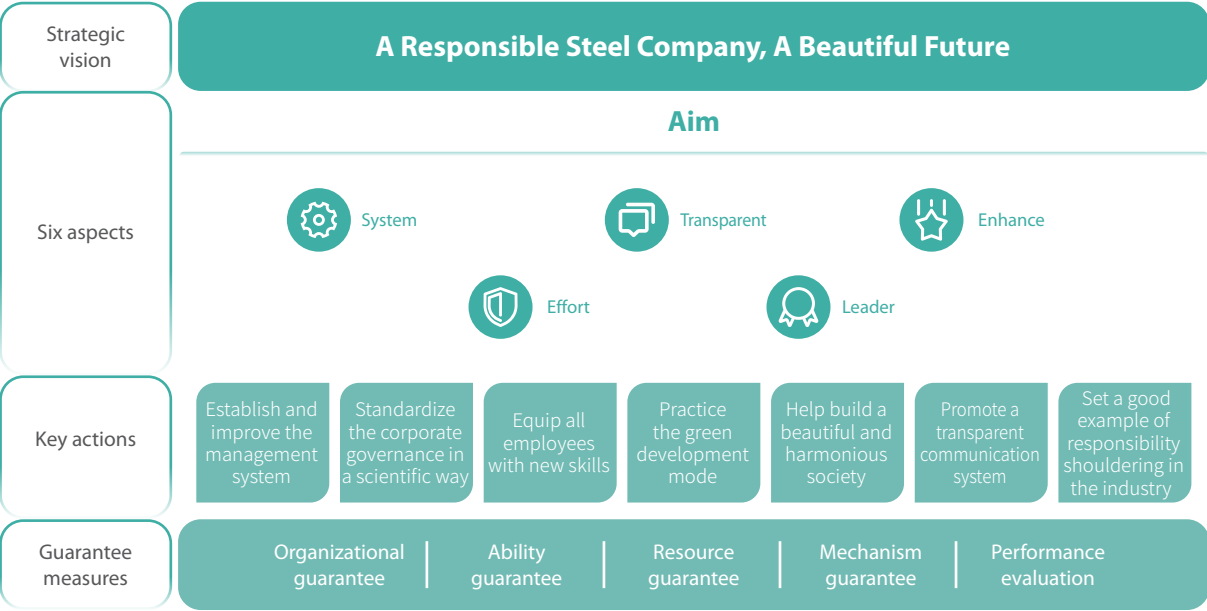 Strategic
vision
A Responsible Steel Company, A Beautiful Future
Six aspects
Aim
System
Transparent
Enhance
Effort
Leader
Key actions
Establish and
improve the
management
system
Standardize
the corporate
governance in
a scientific way
Equip all
employees
with new skills
Practice
the green
development
mode
Help build a
beautiful and
harmonious
society
Promote a
transparent
communication
system
Set a good
example of
responsibility
shouldering in
the industry
Guarantee
measures
Organizational
guarantee
Ability
guarantee
Resource
guarantee
Mechanism
guarantee
Performance
evaluation